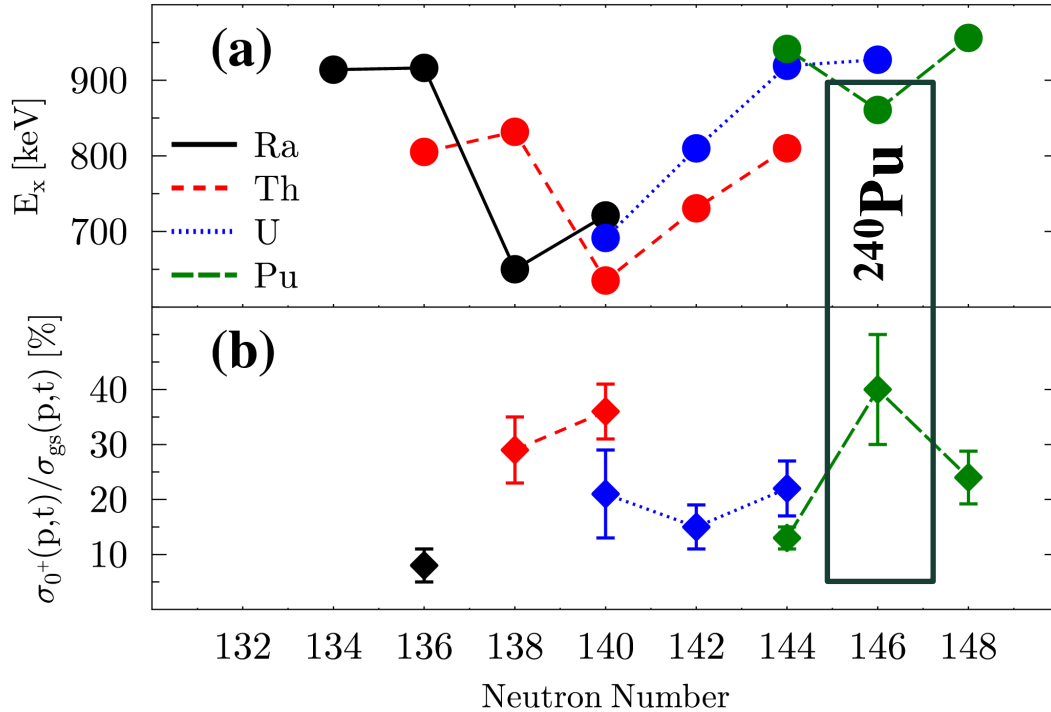 (a)
E_x [keV]
900
800
700
Ra
Th
U
Pu
²⁴⁰Pu
(b)
σ_0⁺(p,t)/σ_gs(p,t) [%]
40
30
20
10
132 134 136 138 140 142 144 146 148
Neutron Number